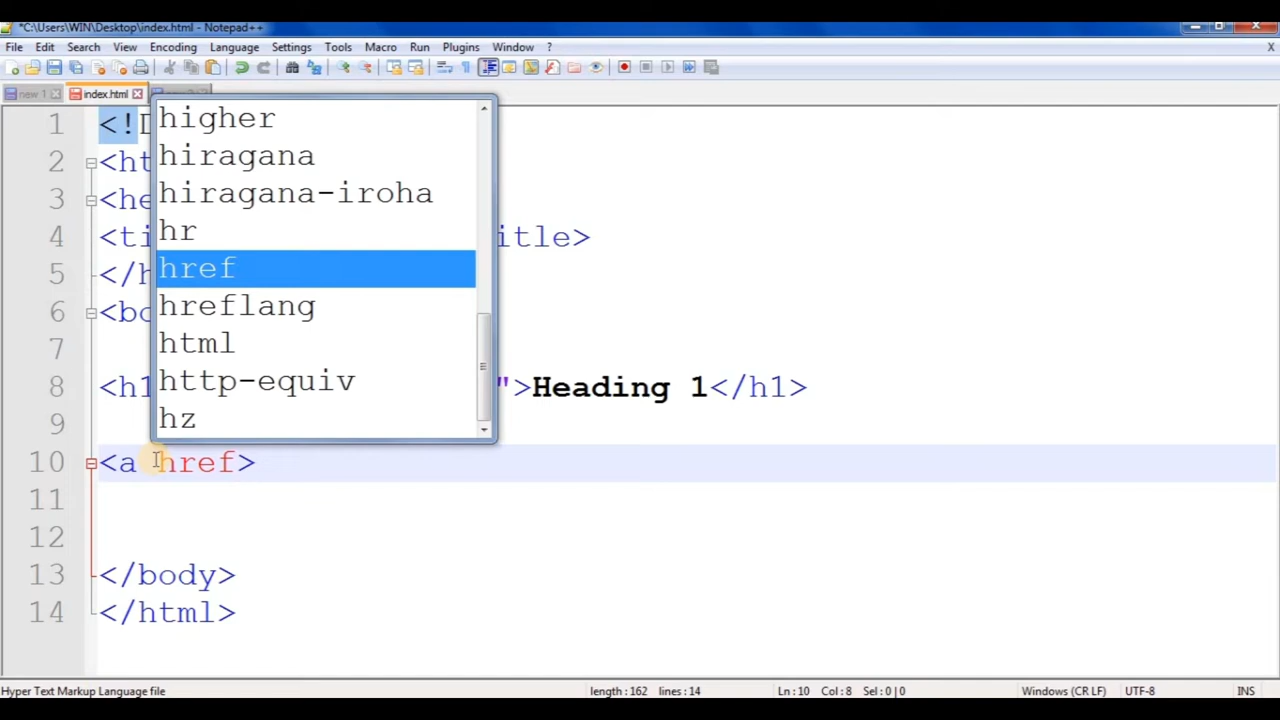 *C:\Users\WIN\Desktop\index.html - Notepad++
File Edit Search View Encoding Language Settings Tools Macro Run Plugins Window ? X
new 1 index.html
higher
hiragana
hiragana-iroha
hr
href
hreflang
html
http-equiv
hz
1 <!
2 <ht
3 <he
4 <ti itle>
5 </h
6 <bo
7
8 <h1 ">Heading 1</h1>
9
10 <a href>
11
12
13 </body>
14 </html>
Hyper Text Markup Language file length : 162 lines : 14 Ln : 10 Col : 8 Sel : 0 | 0 Windows (CR LF) UTF-8 INS